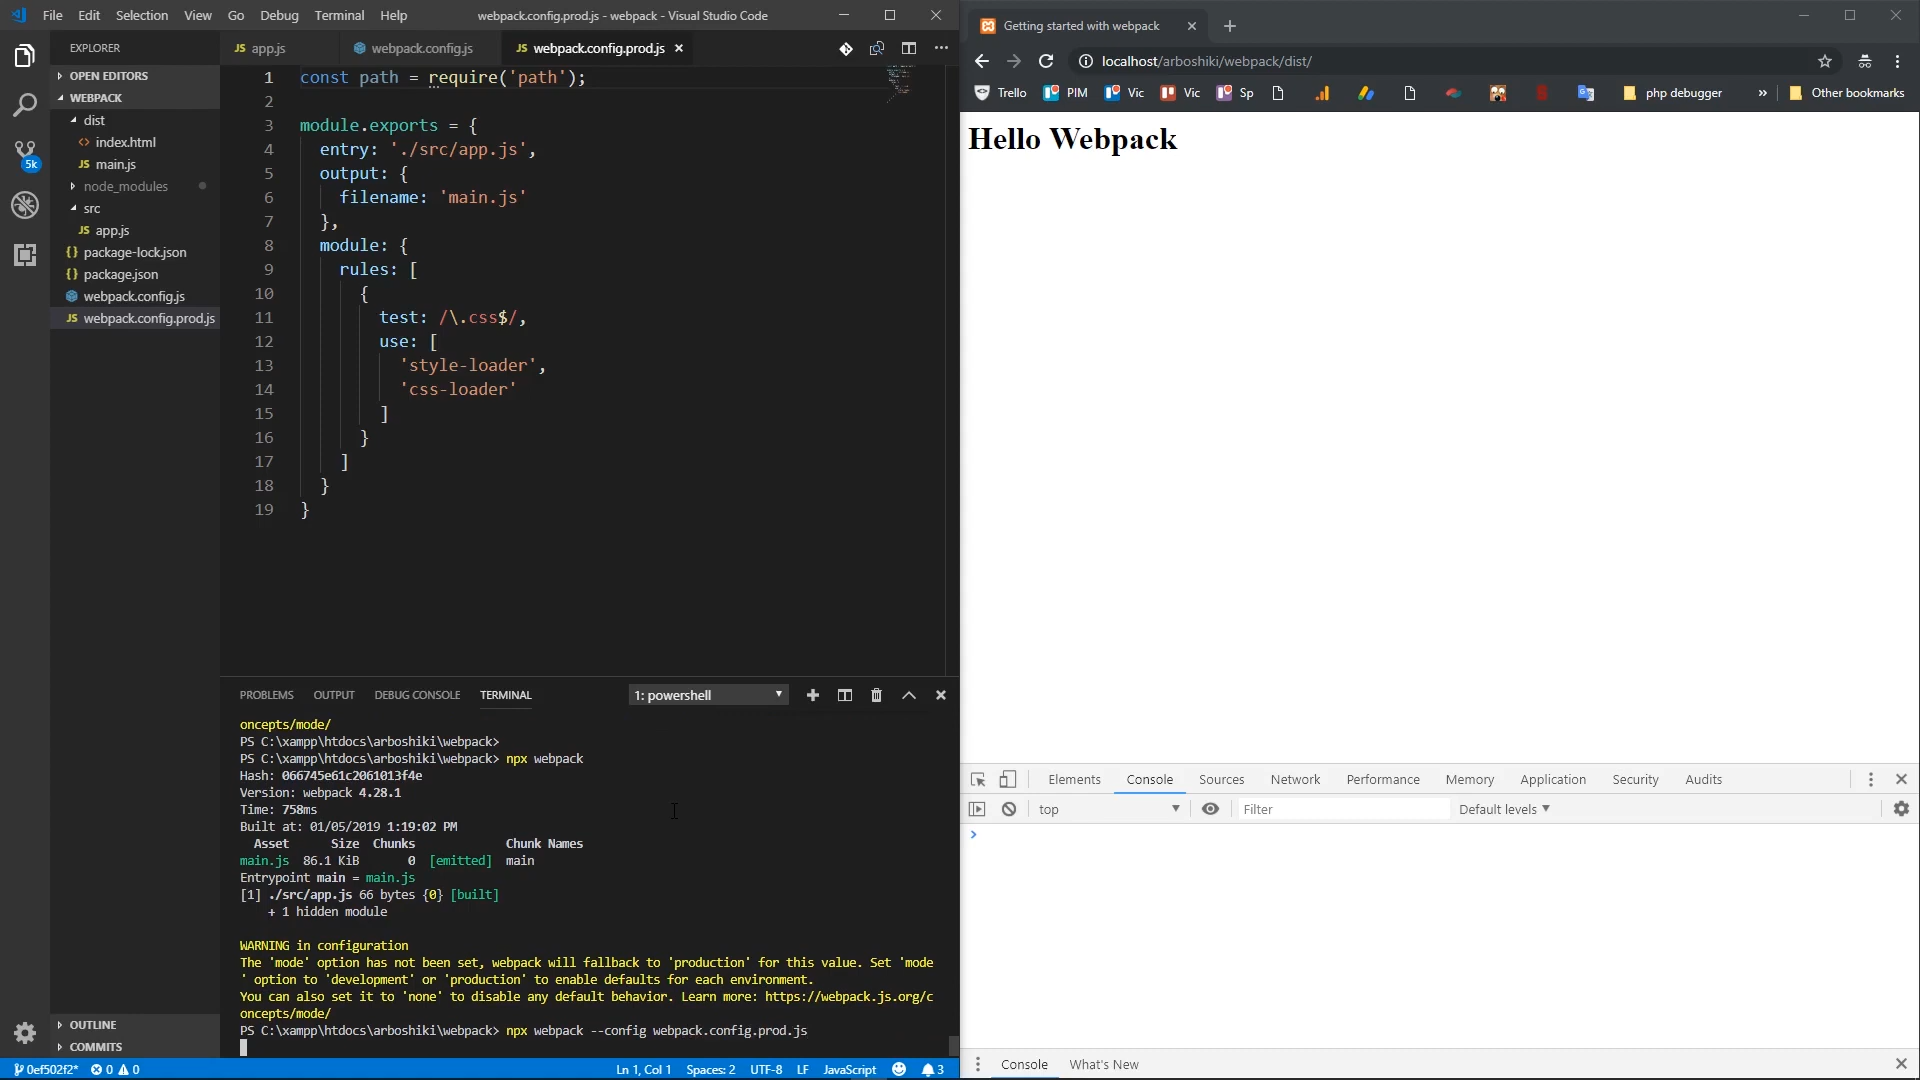 File Edit Selection View Go Debug Terminal Help
webpack.config.prod.js - webpack - Visual Studio Code
EXPLORER
OPEN EDITORS
WEBPACK
dist
index.html
JS main.js
node_modules
src
JS app.js
{} package-lock.json
{} package.json
webpack.config.js
JS webpack.config.prod.js
5k
OUTLINE
COMMITS
JS app.js
webpack.config.js
JS webpack.config.prod.js
1 const path = require('path');
2
3 module.exports = {
4 entry: './src/app.js',
5 output: {
6 filename: 'main.js'
7 },
8 module: {
9 rules: [
10 {
11 test: /\.css$/,
12 use: [
13 'style-loader',
14 'css-loader'
15 ]
16 }
17 ]
18 }
19 }
PROBLEMS OUTPUT DEBUG CONSOLE TERMINAL
1: powershell
oncepts/mode/
PS C:\xampp\htdocs\arboshiki\webpack>
PS C:\xampp\htdocs\arboshiki\webpack> npx webpack
Hash: 066745e61c2061013f4e
Version: webpack 4.28.1
Time: 758ms
Built at: 01/05/2019 1:19:02 PM
Asset Size Chunks Chunk Names
main.js 86.1 KiB 0 [emitted] main
Entrypoint main = main.js
[1] ./src/app.js 66 bytes {0} [built]
+ 1 hidden module
WARNING in configuration
The 'mode' option has not been set, webpack will fallback to 'production' for this value. Set 'mode
' option to 'development' or 'production' to enable defaults for each environment.
You can also set it to 'none' to disable any default behavior. Learn more: https://webpack.js.org/c
oncepts/mode/
PS C:\xampp\htdocs\arboshiki\webpack> npx webpack --config webpack.config.prod.js
0ef502f2* 0 0
Ln 1, Col 1 Spaces: 2 UTF-8 LF JavaScript 3
Getting started with webpack
localhost/arboshiki/webpack/dist/
Trello PIM Vic Vic Sp php debugger » Other bookmarks
Hello Webpack
Elements Console Sources Network Performance Memory Application Security Audits
top Filter Default levels
Console What's New